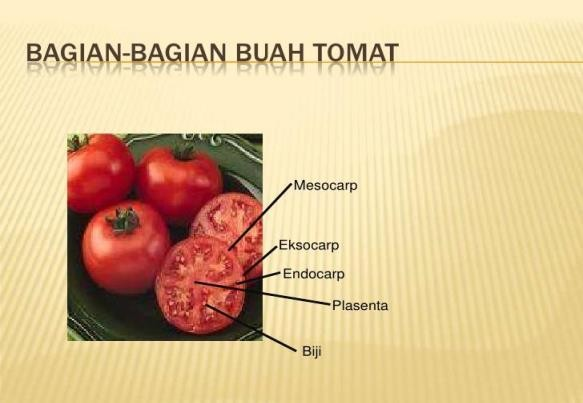 BAGIAN-BAGIAN BUAH TOMAT
Mesocarp
Eksocarp
Endocarp
Plasenta
Biji